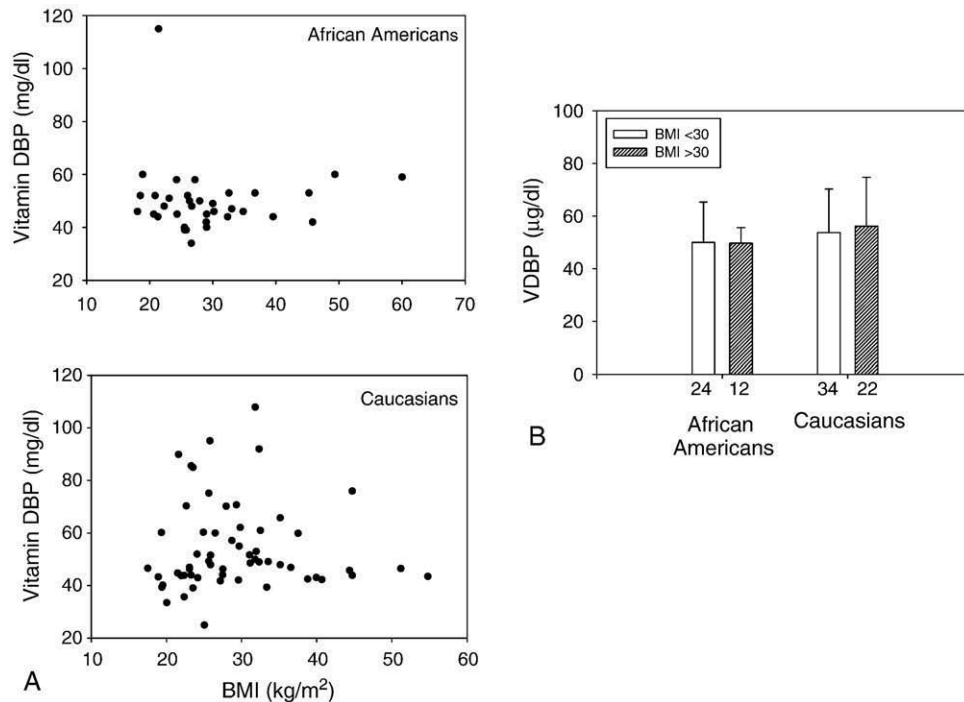 African Americans
Vitamin DBP (mg/dl)
120
100
80
60
40
20
10 20 30 40 50 60 70
Caucasians
Vitamin DBP (mg/dl)
120
100
80
60
40
20
10 20 30 40 50 60
BMI (kg/m²)
A
BMI <30
BMI >30
VDBP (µg/dl)
100
80
60
40
20
0
24 12 34 22
African
Americans
Caucasians
B